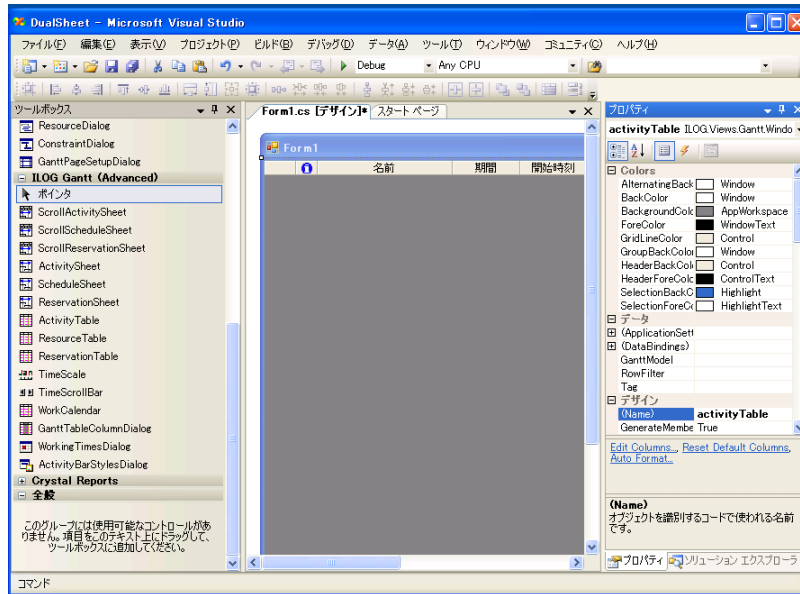 DualSheet - Microsoft Visual Studio
ファイル(F) 編集(E) 表示(V) プロジェクト(P) ビルド(B) デバッグ(D) データ(A) ツール(T) ウィンドウ(W) コミュニティ(C) ヘルプ(H)
Debug Any CPU
ツールボックス
ResourceDialog
ConstraintDialog
GanttPageSetupDialog
ILOG Gantt (Advanced)
ポインタ
ScrollActivitySheet
ScrollScheduleSheet
ScrollReservationSheet
ActivitySheet
ScheduleSheet
ReservationSheet
ActivityTable
ResourceTable
ReservationTable
TimeScale
TimeScrollBar
WorkCalendar
GanttTableColumnDialog
WorkingTimesDialog
ActivityBarStylesDialog
Crystal Reports
全般
このグループには使用可能なコントロールがあ
りません。項目をこのテキスト上にドラッグして、
ツールボックスに追加してください。
Form1.cs [デザイン]* スタート ページ
Form1
名前 期間 開始時刻
プロパティ
activityTable ILOG.Views.Gantt.Windo
Colors
AlternatingBack Window
BackColor Window
BackgroundColo AppWorkspace
ForeColor WindowText
GridLineColor Control
GroupBackColor Window
HeaderBackColo Control
HeaderForeColo ControlText
SelectionBackC Highlight
SelectionForeCo HighlightText
データ
(ApplicationSett
(DataBindings)
GanttModel
RowFilter
Tag
デザイン
(Name) activityTable
GenerateMembe True
Edit Columns..., Reset Default Columns,
Auto Format...
(Name)
オブジェクトを識別するコードで使われる名前
です。
プロパティ ソリューション エクスプローラ
コマンド